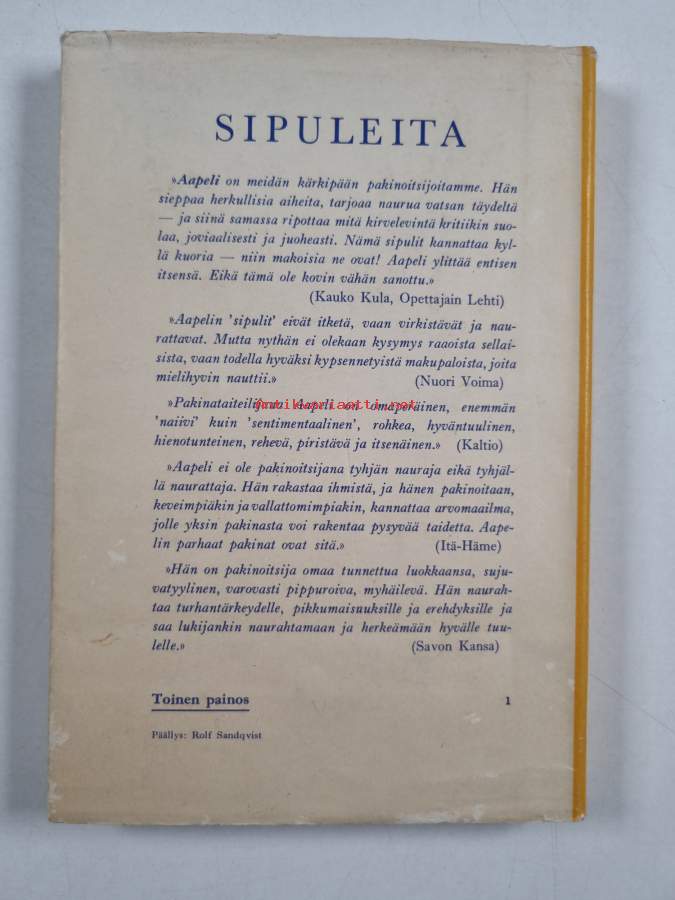 SIPULEITA
»Aapeli on meidän kärkipään pakinoitsijoitamme. Hän
sieppaa herkullisia aiheita, tarjoaa naurua vatsan täydeltä
— ja siinä samassa ripottaa mitä kirvelevintä kritiikin suo-
laa, joviaalisesti ja juoheasti. Nämä sipulit kannattaa kyl-
lä kuoria — niin makoisia ne ovat! Aapeli ylittää entisen
itsensä. Eikä tämä ole kovin vähän sanottu.»
(Kauko Kula, Opettajain Lehti)
»Aapelin 'sipulit' eivät itketä, vaan virkistävät ja nau-
rattavat. Mutta nythän ei olekaan kysymys raaoista sellai-
sista, vaan todella hyväksi kypsennetyistä makupaloista, joita
mielihyvin nauttii.» (Nuori Voima)
»Pakinataiteilijana Aapeli on omaperäinen, enemmän
antikvariaatti.net
'naiivi' kuin 'sentimentaalinen', rohkea, hyväntuulinen,
hienotunteinen, rehevä, piristävä ja itsenäinen.» (Kaltio)
»Aapeli ei ole pakinoitsijana tyhjän nauraja eikä tyhjäl-
lä naurattaja. Hän rakastaa ihmistä, ja hänen pakinoitaan,
keveimpiäkin ja vallattomimpiakin, kannattaa arvomaailma,
jolle yksin pakinasta voi rakentaa pysyvää taidetta. Aape-
lin parhaat pakinat ovat sitä.» (Itä-Häme)
»Hän on pakinoitsija omaa tunnettua luokkaansa, suju-
vatyylinen, varovasti pippuroiva, myhäilevä. Hän naurah-
taa turhantärkeydelle, pikkumaisuuksille ja erehdyksille ja
saa lukijankin naurahtamaan ja herkeämään hyvälle tuu-
lelle.» (Savon Kansa)
Toinen painos 1
Päällys: Rolf Sandqvist